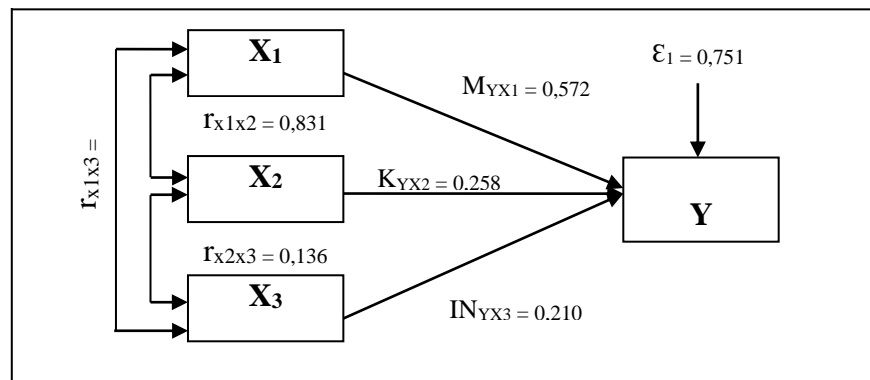 X1
Ɛ1 = 0,751
MYX1 = 0,572
rx1x2 = 0,831
rx1x3 =
X2
KYX2 = 0.258
Y
rx2x3 = 0,136
X3
INYX3 = 0.210